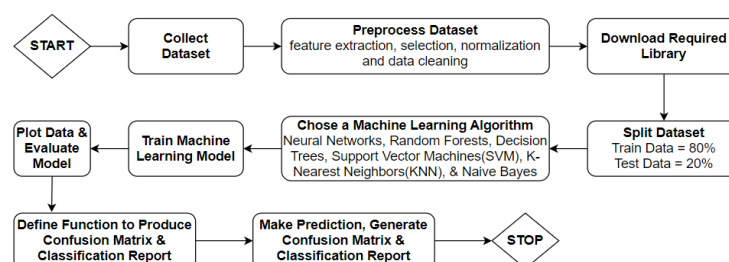 START
Collect
Dataset
Preprocess Dataset
feature extraction, selection, normalization
and data cleaning
Download Required
Library
Split Dataset
Train Data = 80%
Test Data = 20%
Chose a Machine Learning Algorithm
Neural Networks, Random Forests, Decision
Trees, Support Vector Machines(SVM), K-
Nearest Neighbors(KNN), & Naive Bayes
Train Machine
Learning Model
Plot Data &
Evaluate
Model
Define Function to Produce
Confusion Matrix &
Classification Report
Make Prediction, Generate
Confusion Matrix &
Classification Report
STOP